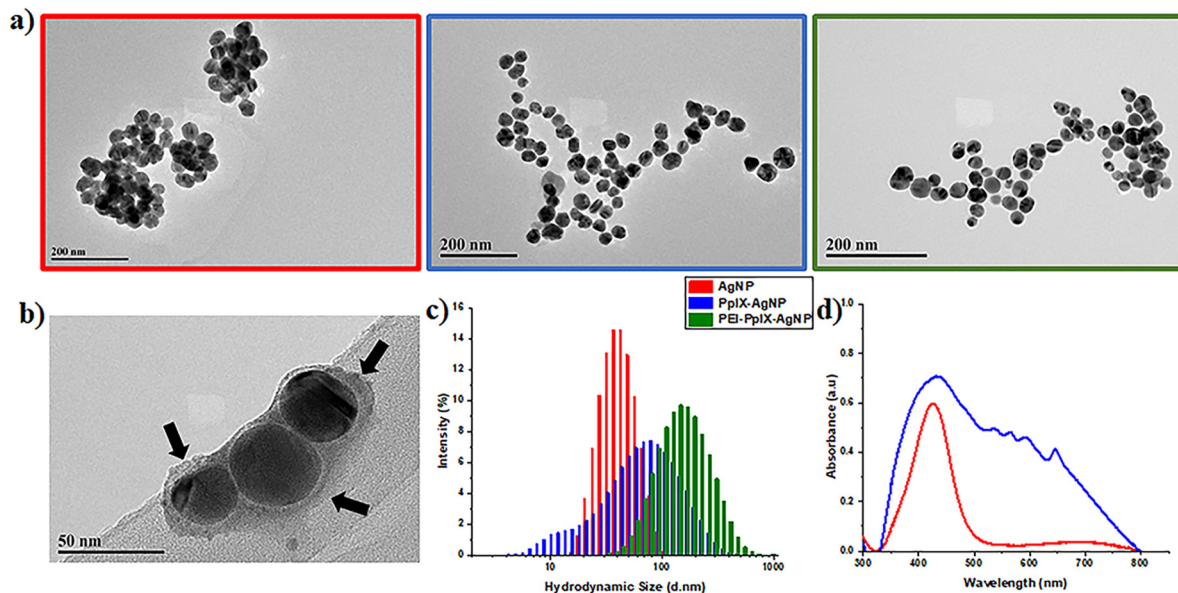 a)
200 nm
200 nm
200 nm
b)
50 nm
c)
AgNP
PpIX-AgNP
PEI-PpIX-AgNP
Intensity (%)
16
14
12
10
8
6
4
2
0
10
100
1000
Hydrodynamic Size (d.nm)
d)
Absorbance (a.u)
1.0
0.8
0.6
0.4
0.2
0.0
300
400
500
600
700
800
Wavelength (nm)